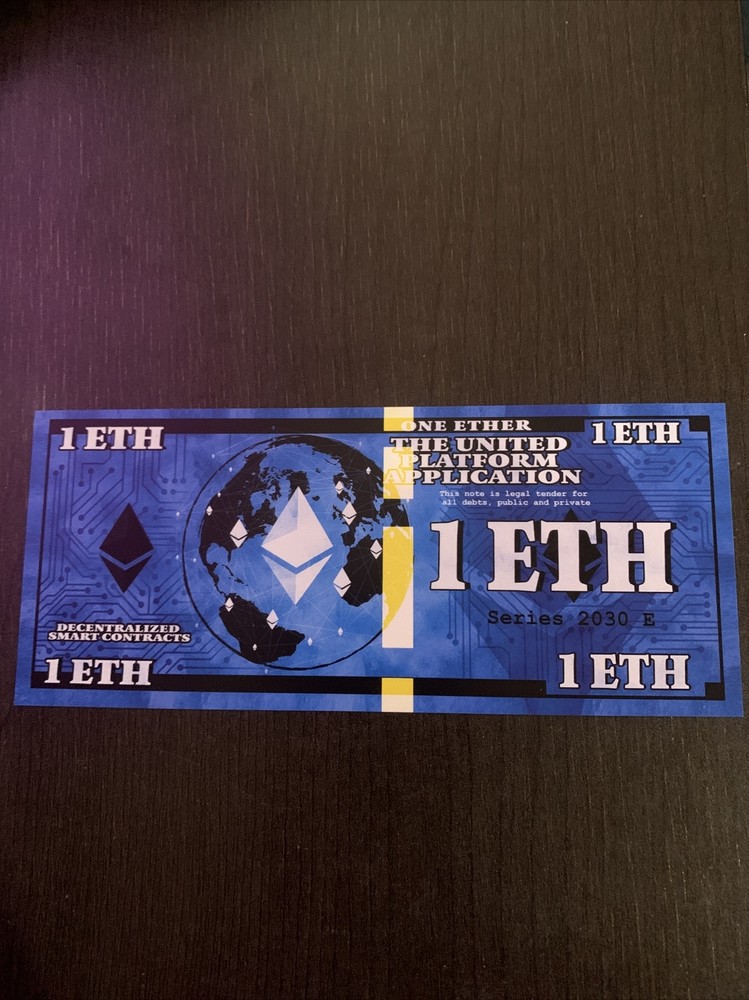 1 ETH
ONE ETHER
1 ETH
THE UNITED
PLATFORM
APPLICATION
This note is legal tender for
all debts, public and private
1 ETH
Series 2030 E
DECENTRALIZED
SMART CONTRACTS
1 ETH
1 ETH